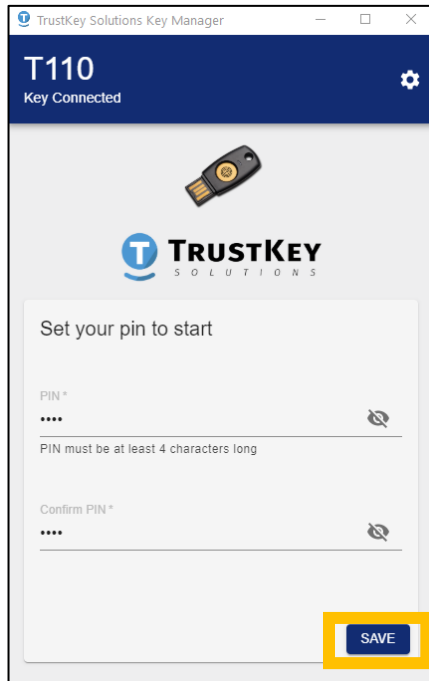 TrustKey Solutions Key Manager
T110
Key Connected
TRUSTKEY
SOLUTIONS
Set your pin to start
PIN *
••••
PIN must be at least 4 characters long
Confirm PIN *
••••
SAVE